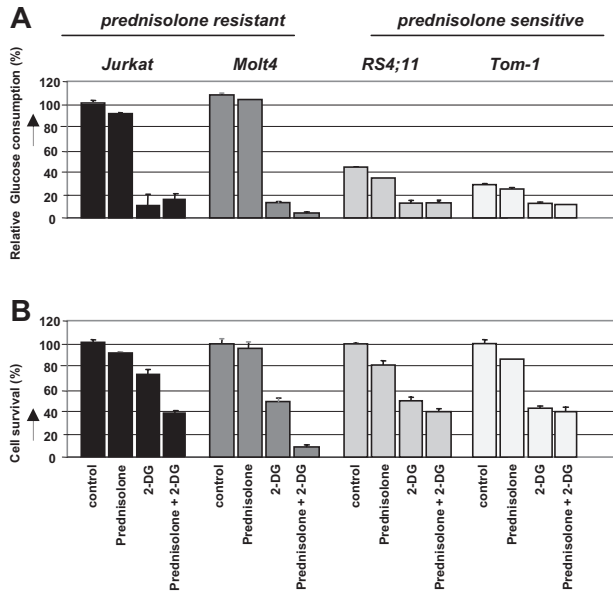 A
prednisolone resistant
prednisolone sensitive
Jurkat
Molt4
RS4;11
Tom-1
Relative Glucose consumption (%)
120
100
80
60
40
20
0
B
Cell survival (%)
120
100
80
60
40
20
0
control
Prednisolone
2-DG
Prednisolone + 2-DG
control
Prednisolone
2-DG
Prednisolone + 2-DG
control
Prednisolone
2-DG
Prednisolone + 2-DG
control
Prednisolone
2-DG
Prednisolone + 2-DG